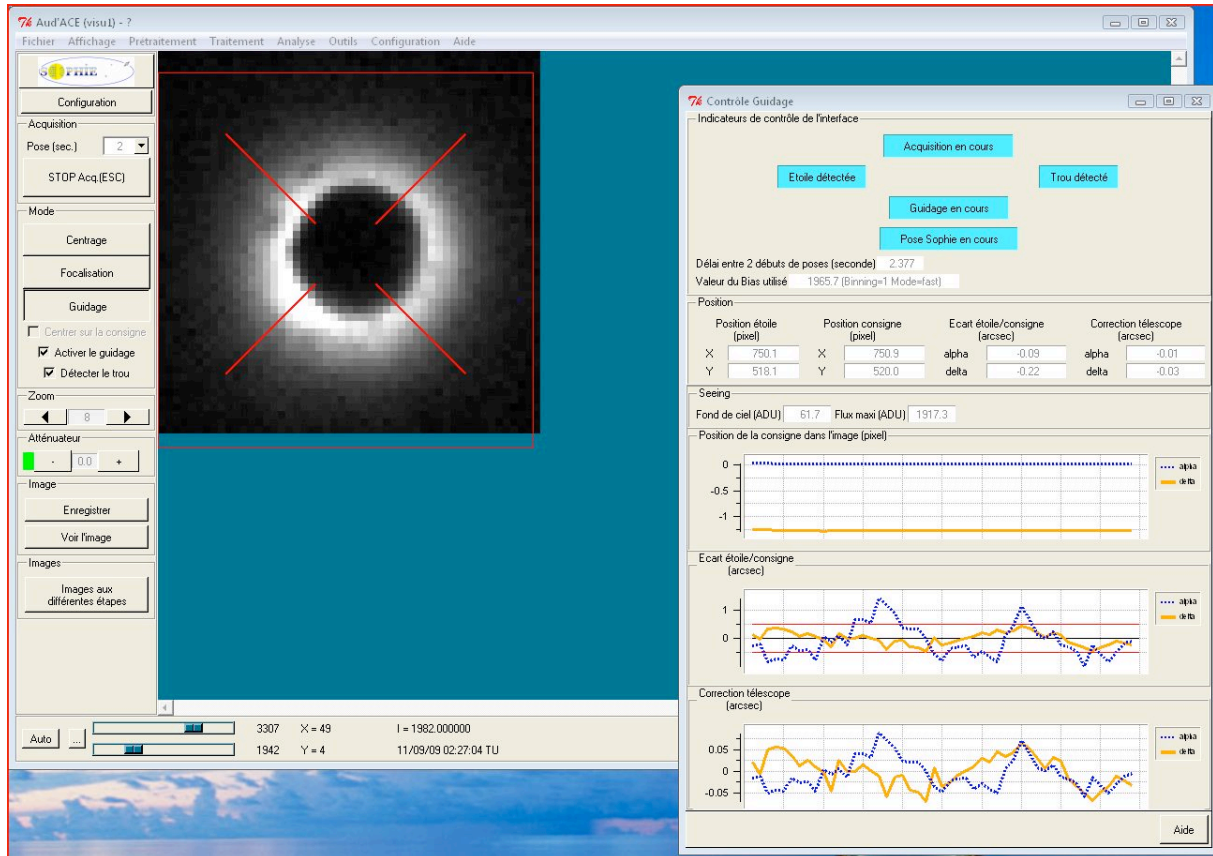 Aud'ACE (visu1) - ?
Fichier Affichage Prétraitement Traitement Analyse Outils Configuration Aide
SOPHIE
Configuration
Acquisition
Pose (sec.) 2
STOP Acq.(ESC)
Mode
Centrage
Focalisation
Guidage
Centrer sur la consigne
Activer le guidage
Détecter le trou
Zoom
8
Atténuateur
- 0.0 +
Image
Enregistrer
Voir l'image
Images
Images aux
différentes étapes
Auto ... 3307 X = 49 I = 1982.000000
1942 Y = 4 11/09/09 02:27:04 TU
Contrôle Guidage
Indicateurs de contrôle de l'interface
Acquisition en cours
Etoile détectée Trou détecté
Guidage en cours
Pose Sophie en cours
Délai entre 2 débuts de poses (seconde) 2.377
Valeur du Bias utilisé 1965.7 (Binning=1 Mode=fast)
Position
Position étoile Position consigne Ecart étoile/consigne Correction télescope
(pixel) (pixel) (arcsec) (arcsec)
X 750.1 X 750.9 alpha -0.09 alpha -0.01
Y 518.1 Y 520.0 delta -0.22 delta -0.03
Seeing
Fond de ciel (ADU) 61.7 Flux maxi (ADU) 1917.3
Position de la consigne dans l'image (pixel)
0
-0.5
-1
alpha
delta
Ecart étoile/consigne
(arcsec)
1
0
alpha
delta
Correction télescope
(arcsec)
0.05
0
-0.05
alpha
delta
Aide